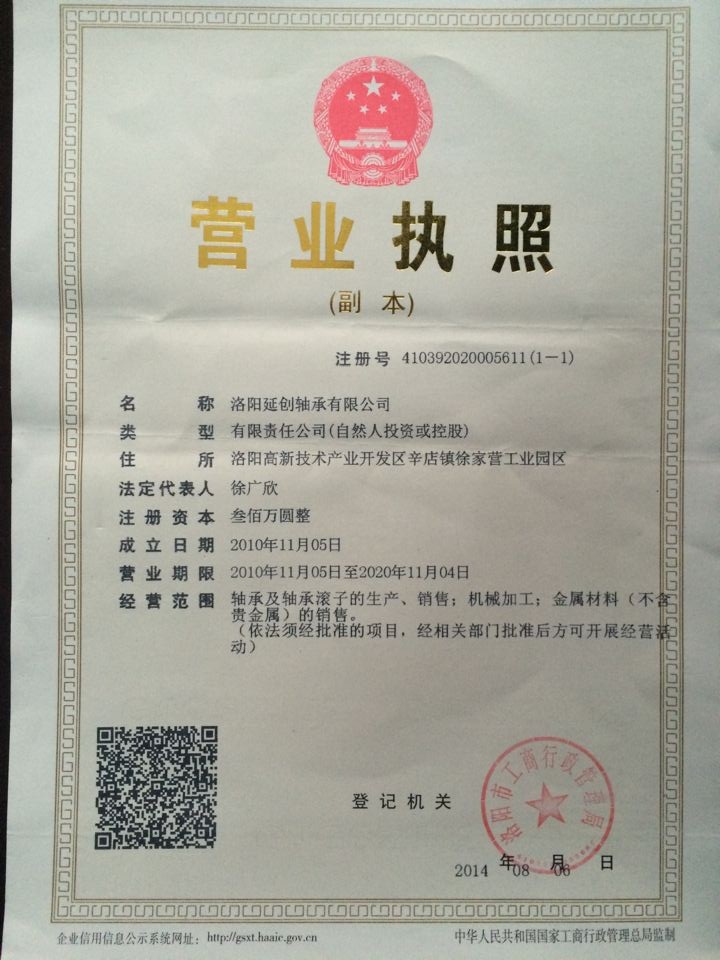 营业执照
(副 本)
注册号 410392020005611(1-1)
名 称 洛阳延创轴承有限公司
类 型 有限责任公司(自然人投资或控股)
住 所 洛阳高新技术产业开发区辛店镇徐家营工业园区
法定代表人 徐广欣
注册资本 叁佰万圆整
成立日期 2010年11月05日
营业期限 2010年11月05日至2020年11月04日
经营范围 轴承及轴承滚子的生产、销售；机械加工；金属材料（不含
贵金属）的销售。
（依法须经批准的项目，经相关部门批准后方可开展经营活
动）
洛阳市工商行政管理局
登记机关
2014 年 08 月 06 日
企业信用信息公示系统网址：http://gsxt.haaic.gov.cn
中华人民共和国国家工商行政管理总局监制